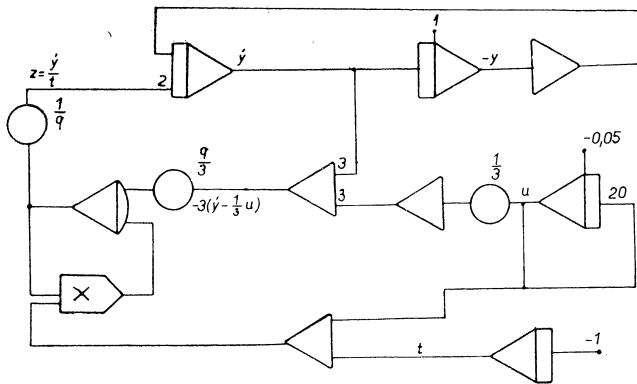 1
z = ẏ/t
2
ẏ
-y
1/q
q/3
3
3
1/3
-0,05
u
20
-3(ẏ - 1/3 u)
×
t
-1